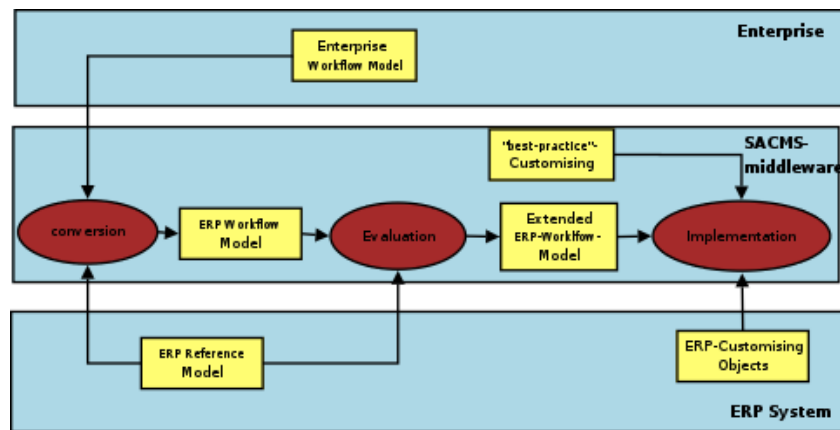 Enterprise
Enterprise
Workflow Model
SACMS-
middleware
"best-practice"-
Customising
conversion
ERP Workflow
Model
Evaluation
Extended
ERP-Worklfow-
Model
Implementation
ERP Reference
Model
ERP-Customising
Objects
ERP System